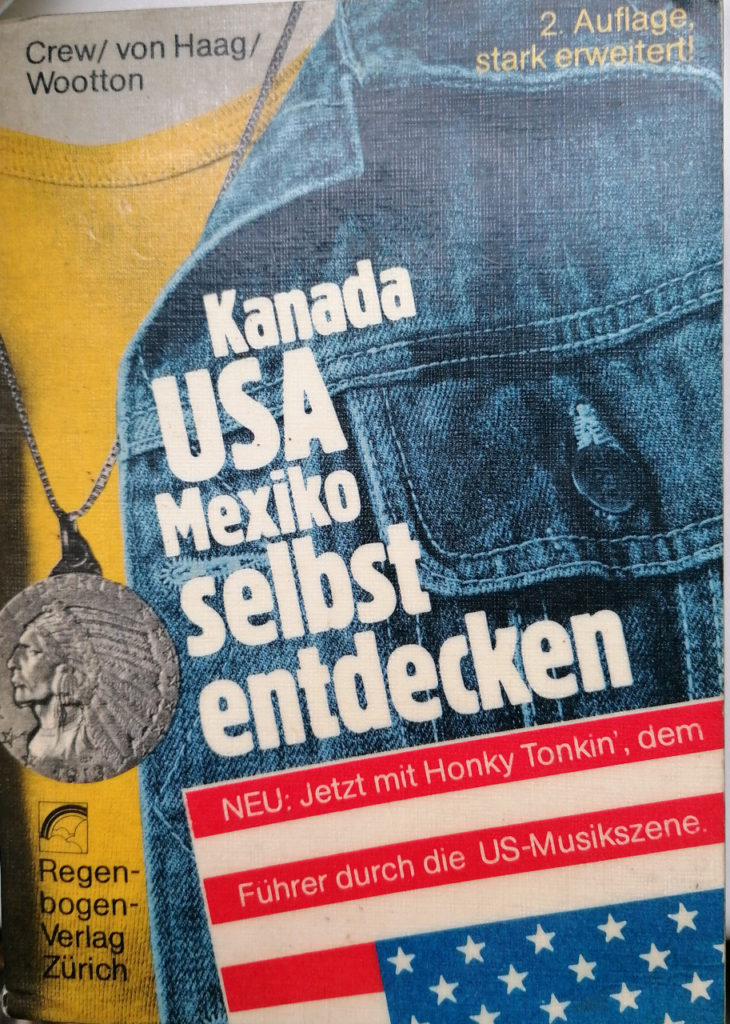 Crew/ von Haag/
Wootton
2. Auflage,
stark erweitert!
Kanada
USA
Mexiko
selbst
entdecken
NEU: Jetzt mit Honky Tonkin', dem
Führer durch die US-Musikszene.
Regen-
bogen-
Verlag
Zürich